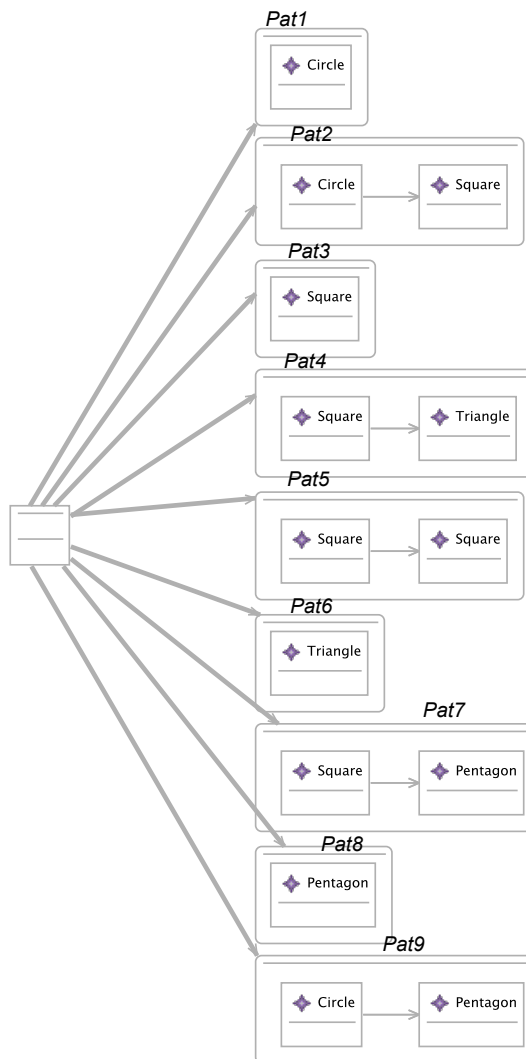 Pat1
Circle
Pat2
Circle Square
Pat3
Square
Pat4
Square Triangle
Pat5
Square Square
Pat6
Triangle
Pat7
Square Pentagon
Pat8
Pentagon
Pat9
Circle Pentagon